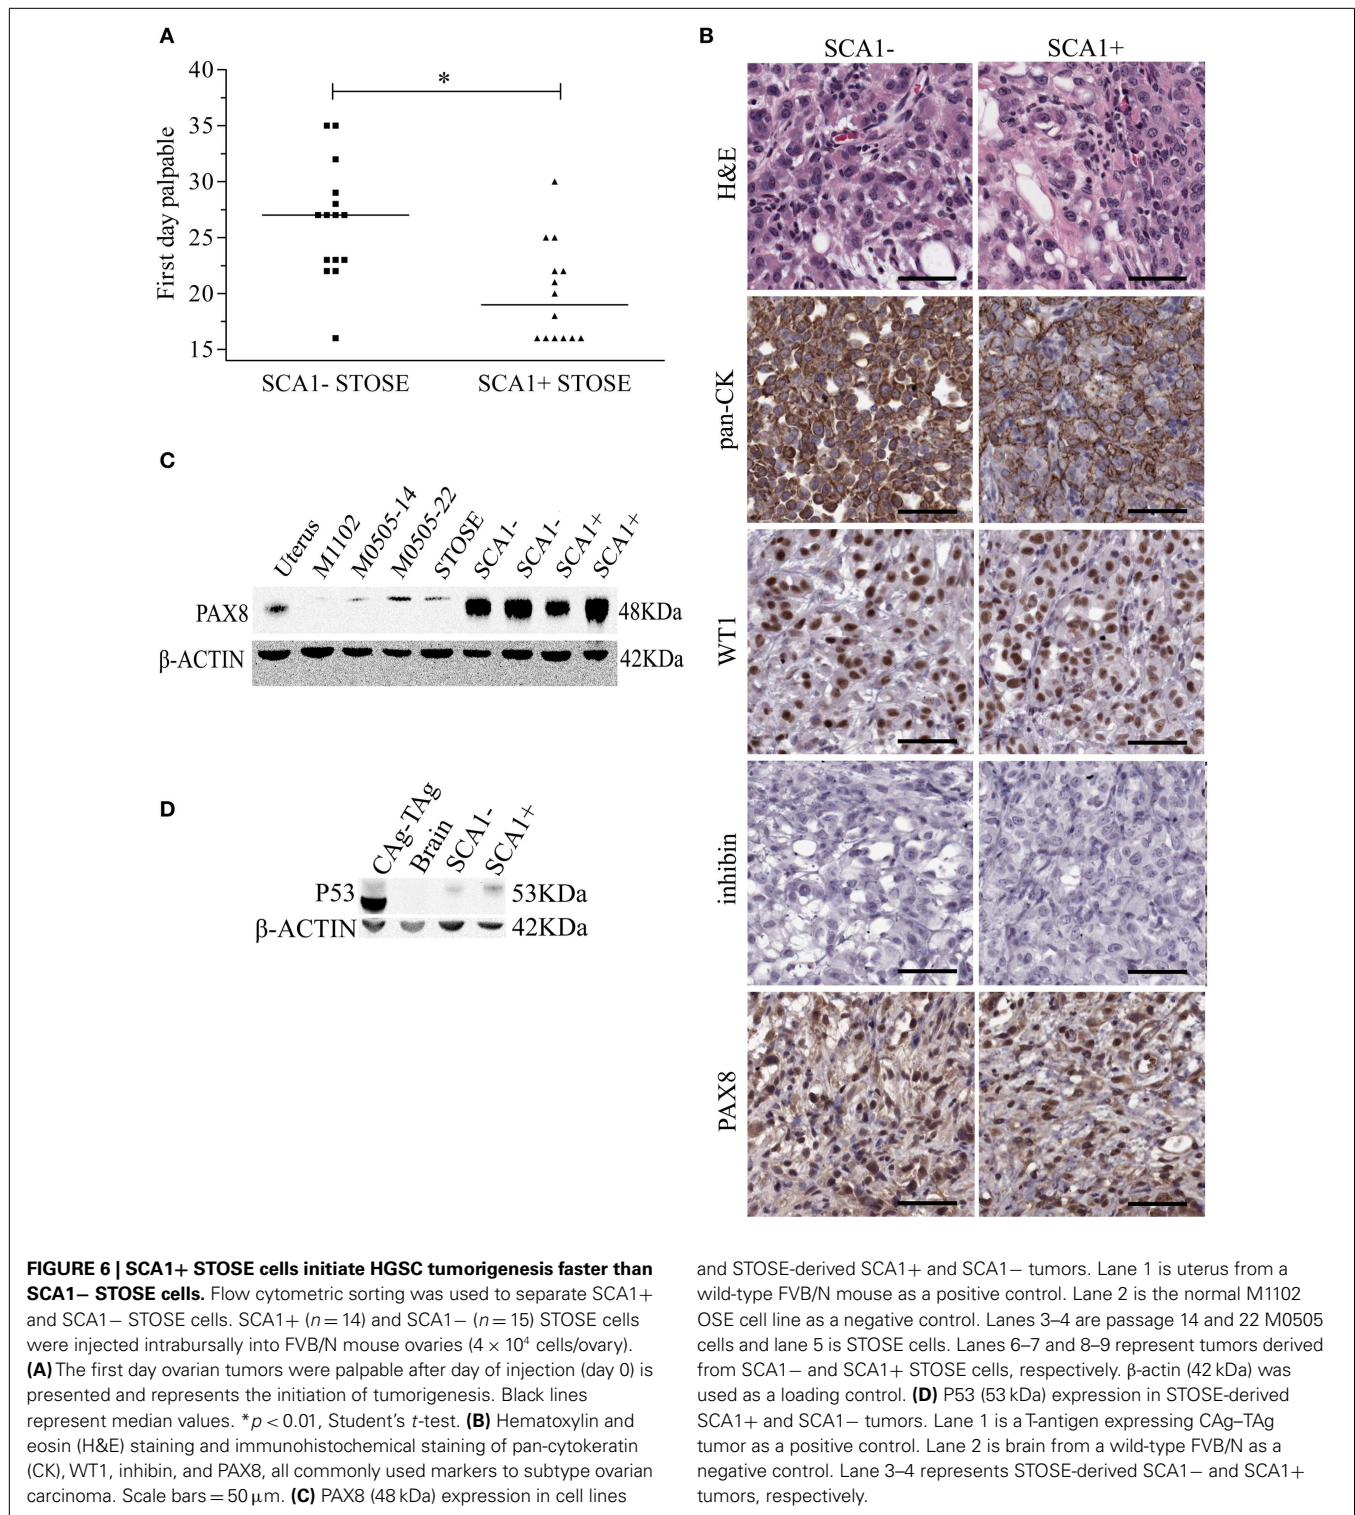 A
*
40
35
30
25
20
15
First day palpable
SCA1- STOSE
SCA1+ STOSE
B
SCA1-
SCA1+
H&E
pan-CK
WT1
inhibin
PAX8
C
Uterus
M1102
M0505-14
M0505-22
STOSE
SCA1-
SCA1-
SCA1+
SCA1+
PAX8
48KDa
β-ACTIN
42KDa
D
CAg-TAg
Brain
SCA1-
SCA1+
P53
53KDa
β-ACTIN
42KDa
FIGURE 6 | SCA1+ STOSE cells initiate HGSC tumorigenesis faster than
SCA1− STOSE cells. Flow cytometric sorting was used to separate SCA1+
and SCA1− STOSE cells. SCA1+ (n = 14) and SCA1− (n = 15) STOSE cells
were injected intrabursally into FVB/N mouse ovaries (4 × 10⁴ cells/ovary).
(A) The first day ovarian tumors were palpable after day of injection (day 0) is
presented and represents the initiation of tumorigenesis. Black lines
represent median values. *p < 0.01, Student's t-test. (B) Hematoxylin and
eosin (H&E) staining and immunohistochemical staining of pan-cytokeratin
(CK), WT1, inhibin, and PAX8, all commonly used markers to subtype ovarian
carcinoma. Scale bars = 50 μm. (C) PAX8 (48 kDa) expression in cell lines
and STOSE-derived SCA1+ and SCA1− tumors. Lane 1 is uterus from a
wild-type FVB/N mouse as a positive control. Lane 2 is the normal M1102
OSE cell line as a negative control. Lanes 3–4 are passage 14 and 22 M0505
cells and lane 5 is STOSE cells. Lanes 6–7 and 8–9 represent tumors derived
from SCA1− and SCA1+ STOSE cells, respectively. β-actin (42 kDa) was
used as a loading control. (D) P53 (53 kDa) expression in STOSE-derived
SCA1+ and SCA1− tumors. Lane 1 is a T-antigen expressing CAg–TAg
tumor as a positive control. Lane 2 is brain from a wild-type FVB/N as a
negative control. Lane 3–4 represents STOSE-derived SCA1− and SCA1+
tumors, respectively.